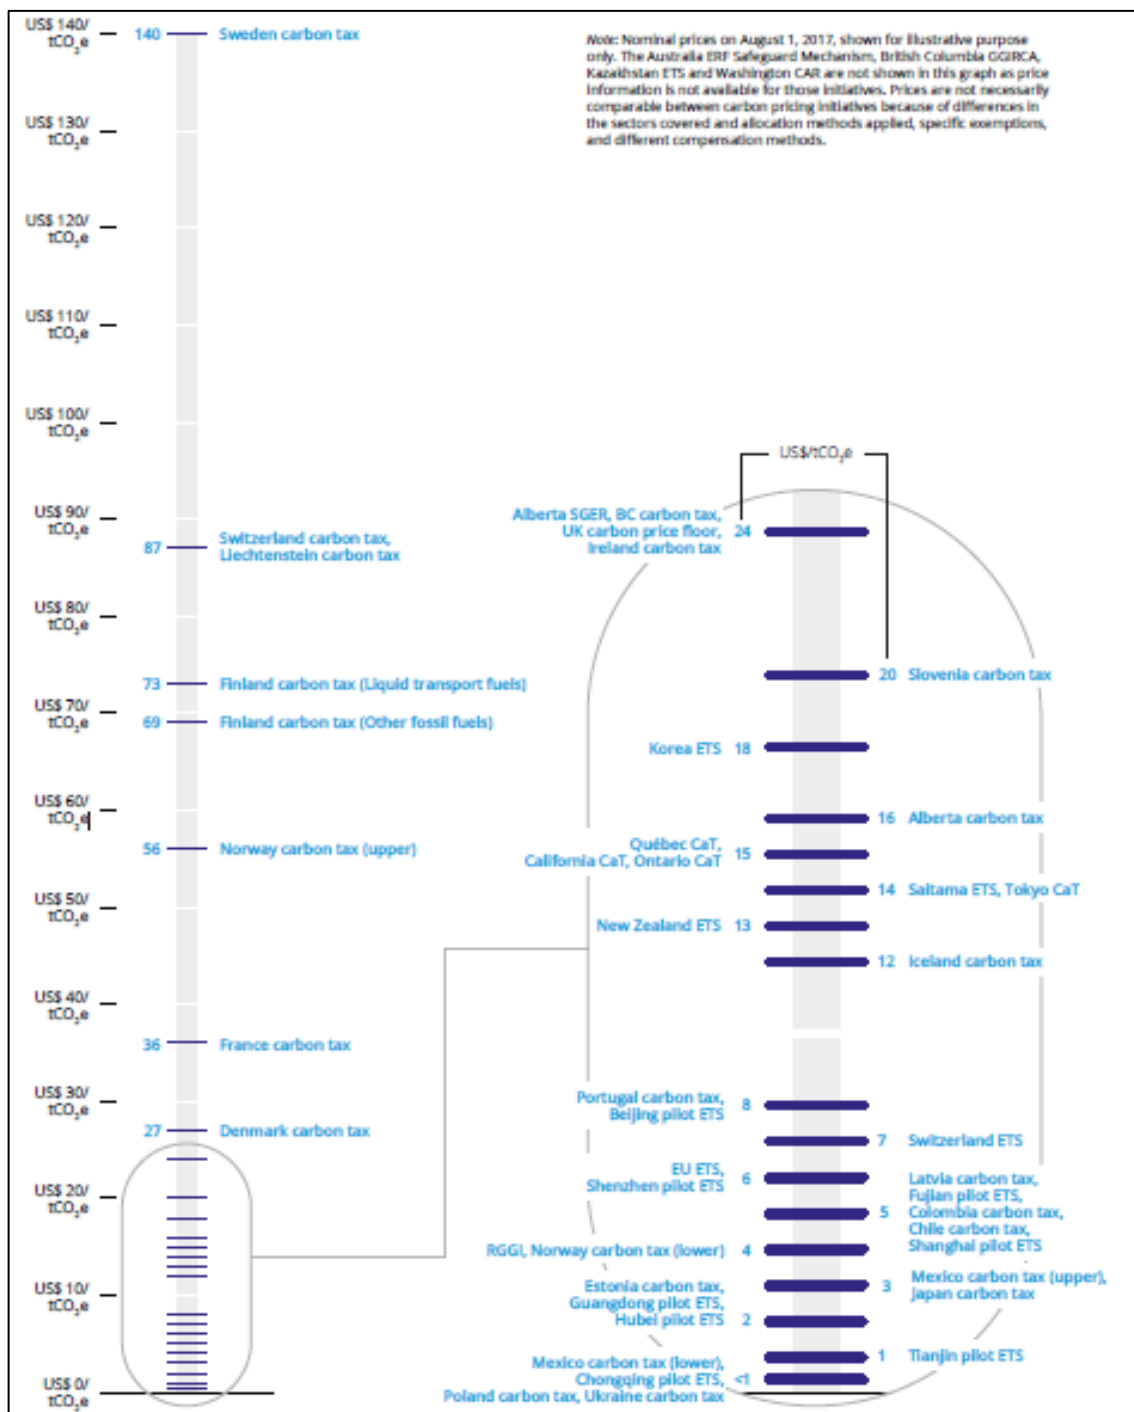 US$ 140/
tCO₂e
140
Sweden carbon tax
Note: Nominal prices on August 1, 2017, shown for illustrative purpose
only. The Australia ERF Safeguard Mechanism, British Columbia GGIRCA,
Kazakhstan ETS and Washington CAR are not shown in this graph as price
information is not available for those initiatives. Prices are not necessarily
comparable between carbon pricing initiatives because of differences in
the sectors covered and allocation methods applied, specific exemptions,
and different compensation methods.
US$ 130/
tCO₂e
US$ 120/
tCO₂e
US$ 110/
tCO₂e
US$ 100/
tCO₂e
US$ 90/
tCO₂e
87
Switzerland carbon tax,
Liechtenstein carbon tax
US$ 80/
tCO₂e
73
Finland carbon tax (Liquid transport fuels)
US$ 70/
tCO₂e
69
Finland carbon tax (Other fossil fuels)
US$ 60/
tCO₂e
56
Norway carbon tax (upper)
US$ 50/
tCO₂e
US$ 40/
tCO₂e
36
France carbon tax
US$ 30/
tCO₂e
27
Denmark carbon tax
US$ 20/
tCO₂e
US$ 10/
tCO₂e
US$ 0/
tCO₂e
US$/tCO₂e
Alberta SGER, BC carbon tax,
UK carbon price floor,
Ireland carbon tax
24
20
Slovenia carbon tax
Korea ETS
18
16
Alberta carbon tax
Québec CaT,
California CaT, Ontario CaT
15
14
Saitama ETS, Tokyo CaT
New Zealand ETS
13
12
Iceland carbon tax
Portugal carbon tax,
Beijing pilot ETS
8
7
Switzerland ETS
EU ETS,
Shenzhen pilot ETS
6
5
Latvia carbon tax,
Fujian pilot ETS,
Colombia carbon tax,
Chile carbon tax,
Shanghai pilot ETS
RGGI, Norway carbon tax (lower)
4
3
Mexico carbon tax (upper),
Japan carbon tax
Estonia carbon tax,
Guangdong pilot ETS,
Hubei pilot ETS
2
1
Tianjin pilot ETS
Mexico carbon tax (lower),
Chongqing pilot ETS,
Poland carbon tax, Ukraine carbon tax
<1